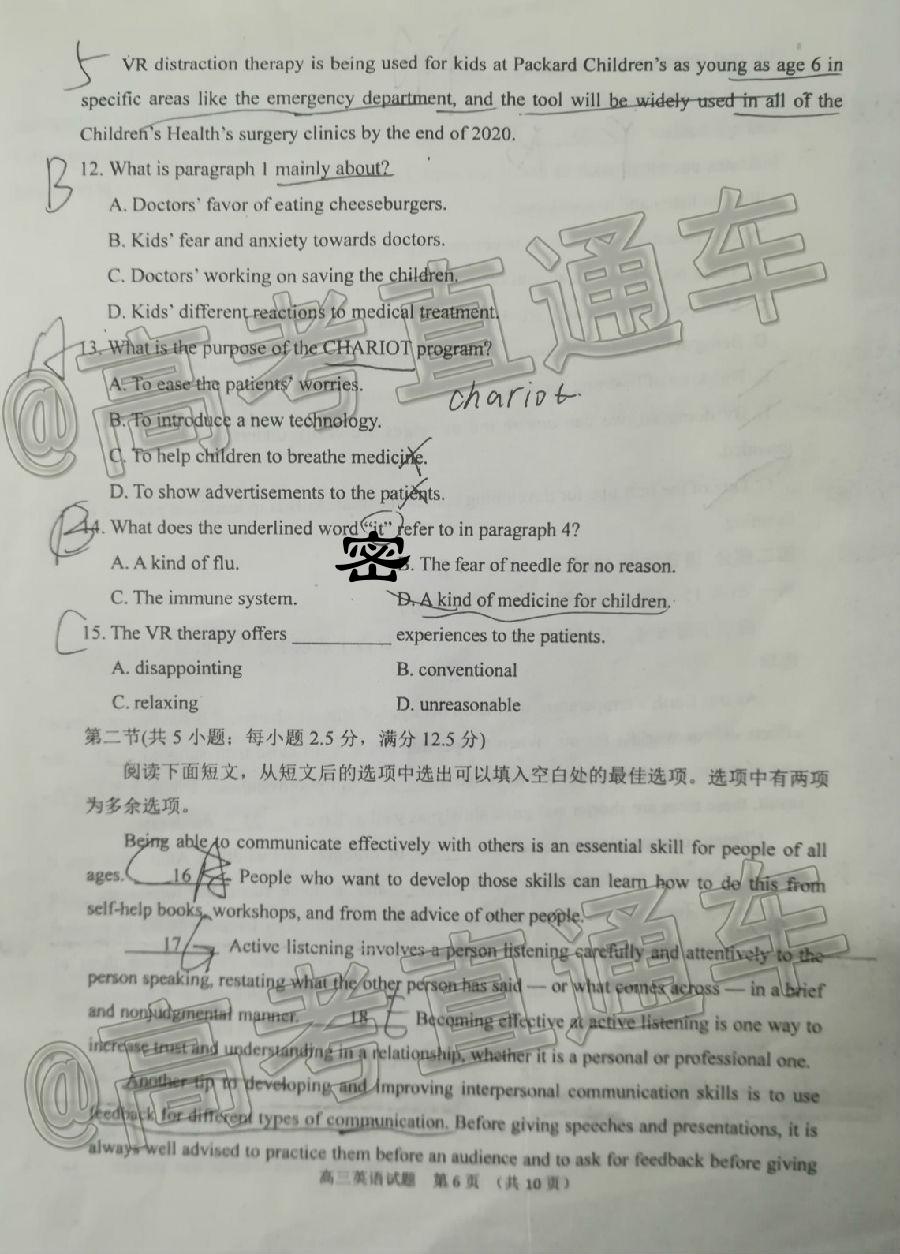 5 VR distraction therapy is being used for kids at Packard Children's as young as age 6 in
specific areas like the emergency department, and the tool will be widely used in all of the
Children's Health's surgery clinics by the end of 2020.
B 12. What is paragraph 1 mainly about?
A. Doctors' favor of eating cheeseburgers.
B. Kids' fear and anxiety towards doctors.
C. Doctors' working on saving the children.
D. Kids' different reactions to medical treatment.
@高考直通车
A 13. What is the purpose of the CHARIOT program?
A. To ease the patients' worries.
chariot
B. To introduce a new technology.
C. To help children to breathe medicine.
D. To show advertisements to the patients.
B 14. What does the underlined word "it" refer to in paragraph 4?
密
A. A kind of flu. B. The fear of needle for no reason.
C. The immune system. D. A kind of medicine for children.
C 15. The VR therapy offers __________ experiences to the patients.
A. disappointing B. conventional
C. relaxing D. unreasonable
第二节(共 5 小题；每小题 2.5 分，满分 12.5 分)
阅读下面短文，从短文后的选项中选出可以填入空白处的最佳选项。选项中有两项
为多余选项。
Being able to communicate effectively with others is an essential skill for people of all
ages. 16 People who want to develop those skills can learn how to do this from
self-help books, workshops, and from the advice of other people.
17 G Active listening involves a person listening carefully and attentively to the
person speaking, restating what the other person has said — or what comes across — in a brief
and nonjudgmental manner. 18 Becoming effective at active listening is one way to
increase trust and understanding in a relationship, whether it is a personal or professional one.
@高考直通车
Another tip to developing and improving interpersonal communication skills is to use
feedback for different types of communication. Before giving speeches and presentations, it is
always well advised to practice them before an audience and to ask for feedback before giving
高三英语试题 第 6 页 （共 10 页）